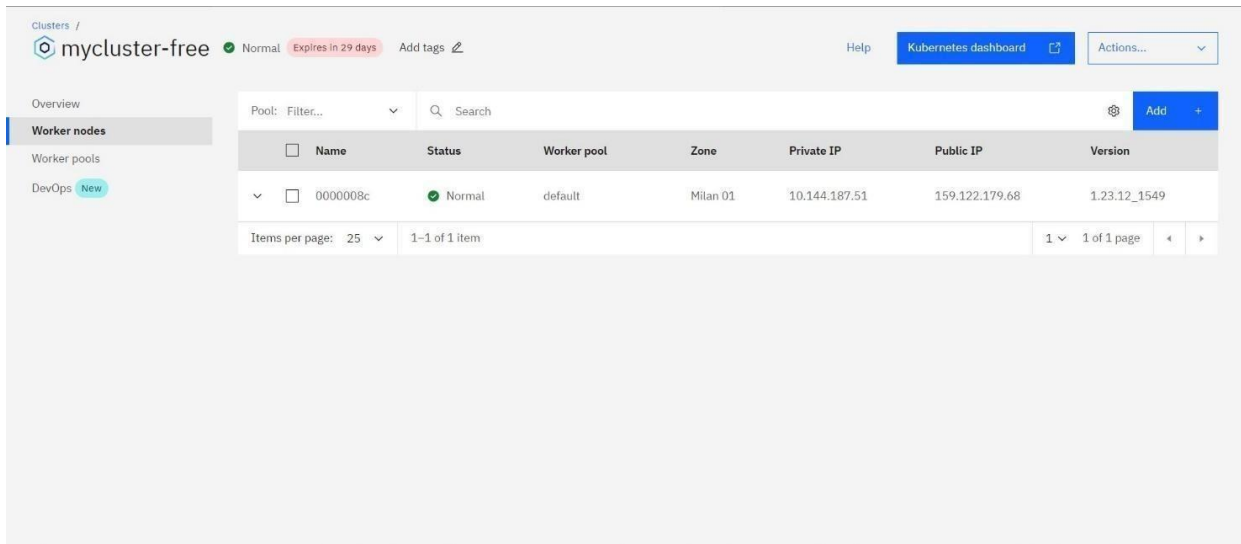 Clusters /
mycluster-free Normal Expires in 29 days Add tags Help Kubernetes dashboard Actions...
Overview
Worker nodes
Worker pools
DevOps New
Pool: Filter... Search Add +
Name Status Worker pool Zone Private IP Public IP Version
0000008c Normal default Milan 01 10.144.187.51 159.122.179.68 1.23.12_1549
Items per page: 25 1–1 of 1 item 1 1 of 1 page